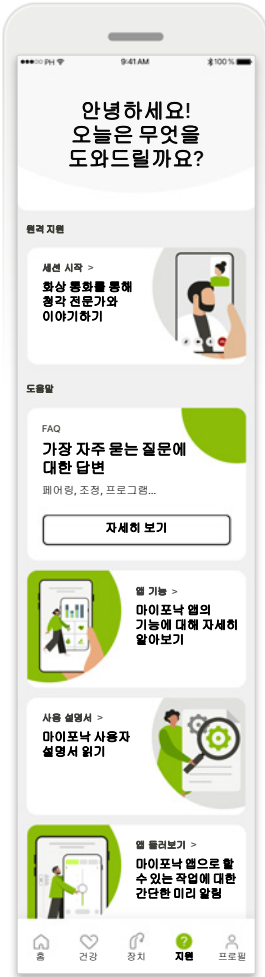 PH 9:41 AM 100 %
안녕하세요!
오늘은 무엇을
도와드릴까요?
원격 지원
세션 시작 >
화상 통화를 통해
청각 전문가와
이야기하기
도움말
FAQ
가장 자주 묻는 질문에
대한 답변
페어링, 조정, 프로그램...
자세히 보기
앱 기능 >
마이포낙 앱의
기능에 대해 자세히
알아보기
사용 설명서 >
마이포낙 사용자
설명서 읽기
앱 둘러보기 >
마이포낙 앱으로 할
수 있는 작업에 대한
간단한 미리 알림
홈 건강 장치 지원 프로필